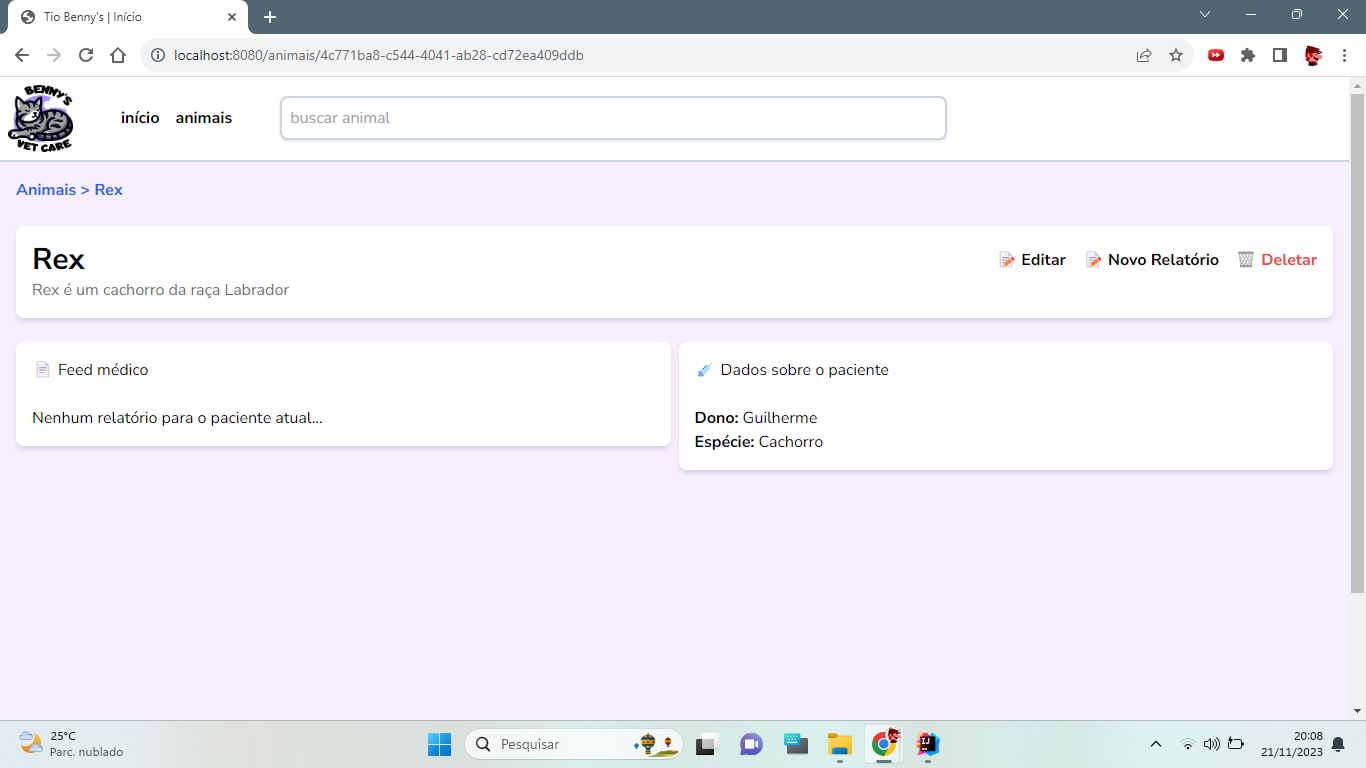 Tio Benny's | Início
localhost:8080/animais/4c771ba8-c544-4041-ab28-cd72ea409ddb
BENNY'S
VET CARE
início animais buscar animal
Animais > Rex
Rex
Editar Novo Relatório Deletar
Rex é um cachorro da raça Labrador
Feed médico
Nenhum relatório para o paciente atual...
Dados sobre o paciente
Dono: Guilherme
Espécie: Cachorro
25°C
Parc. nublado
Pesquisar
20:08
21/11/2023